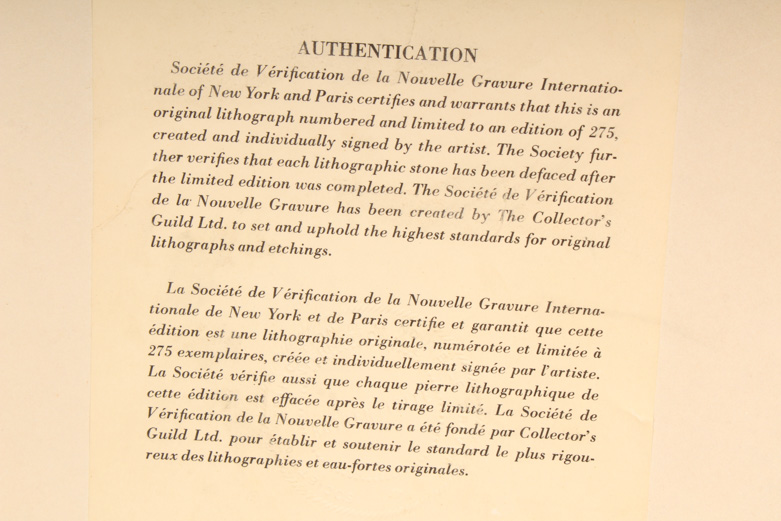 AUTHENTICATION
Société de Vérification de la Nouvelle Gravure Internatio-
nale of New York and Paris certifies and warrants that this is an
original lithograph numbered and limited to an edition of 275,
created and individually signed by the artist. The Society fur-
ther verifies that each lithographic stone has been defaced after
the limited edition was completed. The Société de Vérification
de la Nouvelle Gravure has been created by The Collector's
Guild Ltd. to set and uphold the highest standards for original
lithographs and etchings.
La Société de Vérification de la Nouvelle Gravure Interna-
tionale de New York et de Paris certifie et garantit que cette
édition est une lithographie originale, numérotée et limitée à
275 exemplaires, créée et individuellement signée par l'artiste.
La Société vérifie aussi que chaque pierre lithographique de
cette édition est effacée après le tirage limité. La Société de
Vérification de la Nouvelle Gravure a été fondé par Collector's
Guild Ltd. pour établir et soutenir le standard le plus rigou-
reux des lithographies et eau-fortes originales.